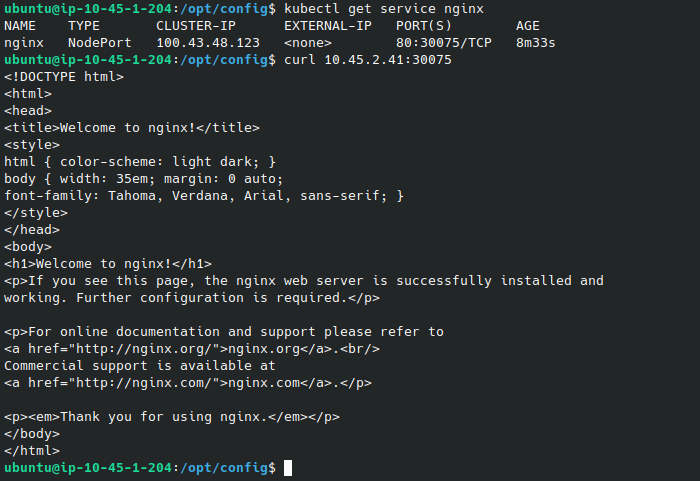 ubuntu@ip-10-45-1-204:/opt/config$ kubectl get service nginx
NAME    TYPE       CLUSTER-IP      EXTERNAL-IP   PORT(S)        AGE
nginx   NodePort   100.43.48.123   <none>        80:30075/TCP   8m33s
ubuntu@ip-10-45-1-204:/opt/config$ curl 10.45.2.41:30075
<!DOCTYPE html>
<html>
<head>
<title>Welcome to nginx!</title>
<style>
html { color-scheme: light dark; }
body { width: 35em; margin: 0 auto;
font-family: Tahoma, Verdana, Arial, sans-serif; }
</style>
</head>
<body>
<h1>Welcome to nginx!</h1>
<p>If you see this page, the nginx web server is successfully installed and
working. Further configuration is required.</p>

<p>For online documentation and support please refer to
<a href="http://nginx.org/">nginx.org</a>.<br/>
Commercial support is available at
<a href="http://nginx.com/">nginx.com</a>.</p>

<p><em>Thank you for using nginx.</em></p>
</body>
</html>
ubuntu@ip-10-45-1-204:/opt/config$